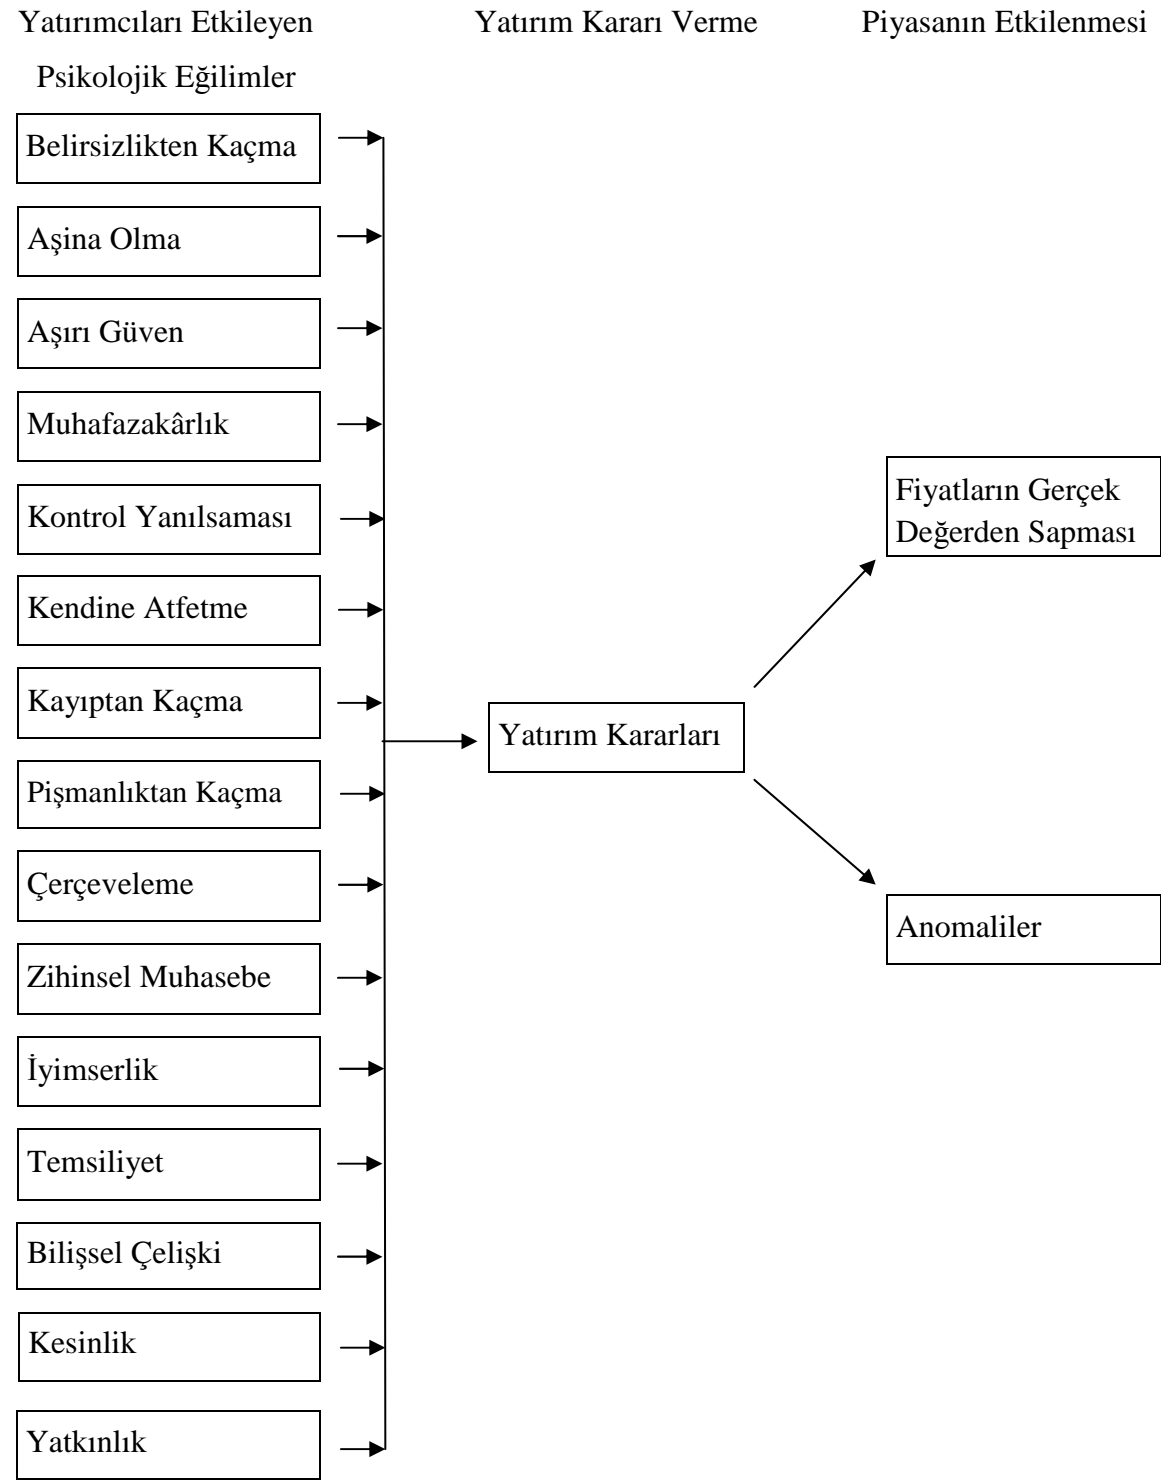 Yatırımcıları Etkileyen
Psikolojik Eğilimler
Yatırım Kararı Verme
Piyasanın Etkilenmesi
Belirsizlikten Kaçma
Aşina Olma
Aşırı Güven
Muhafazakârlık
Kontrol Yanılsaması
Kendine Atfetme
Kayıptan Kaçma
Pişmanlıktan Kaçma
Çerçeveleme
Zihinsel Muhasebe
İyimserlik
Temsiliyet
Bilişsel Çelişki
Kesinlik
Yatkınlık
Yatırım Kararları
Fiyatların Gerçek
Değerden Sapması
Anomaliler